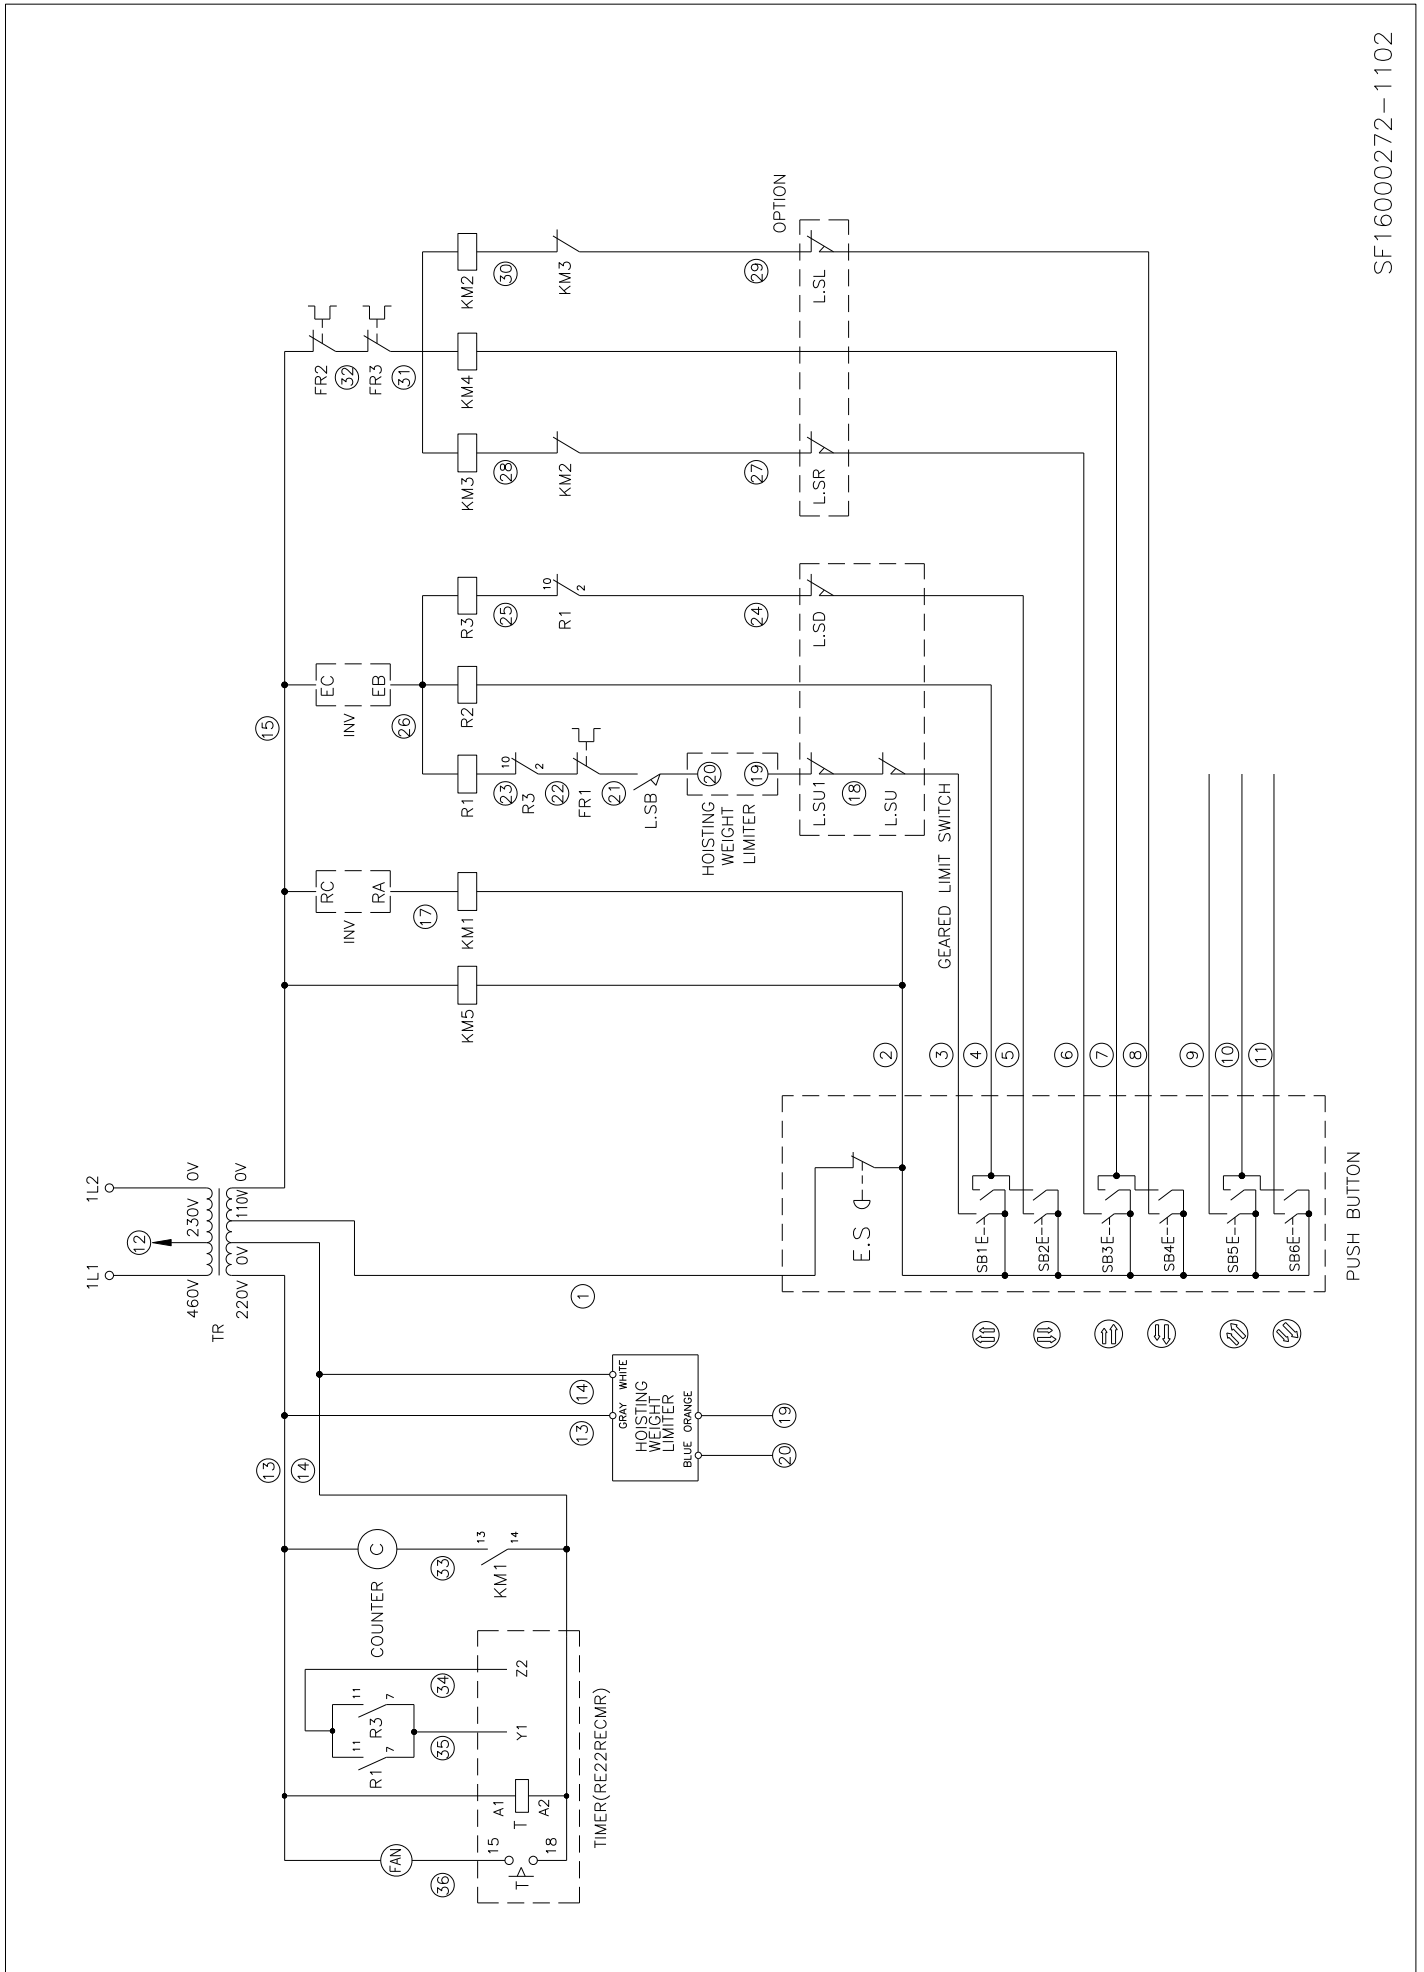 SF16000272-1102
1L1
1L2
12
460V
230V
0V
TR
220V
0V
110V
0V
13
14
15
1
COUNTER
C
33
13
14
KM1
FAN
36
R1
11
7
R3
11
7
35
34
T
15
18
T
A1
A2
Y1
Z2
TIMER(RE22RECMR)
13
14
GRAY
WHITE
HOISTING
WEIGHT
LIMITER
BLUE
ORANGE
20
19
KM5
INV
RC
RA
17
KM1
INV
EC
EB
26
R1
23
10
2
R3
22
FR1
21
L.SB
20
19
HOISTING
WEIGHT
LIMITER
L.SU1
18
L.SU
GEARED LIMIT SWITCH
R2
R3
25
10
2
R1
24
L.SD
FR2
32
FR3
31
KM3
28
KM2
27
L.SR
KM4
KM2
30
KM3
29
L.SL
OPTION
2
3
4
5
6
7
8
9
10
11
E.S
SB1
SB2
SB3
SB4
SB5
SB6
PUSH BUTTON